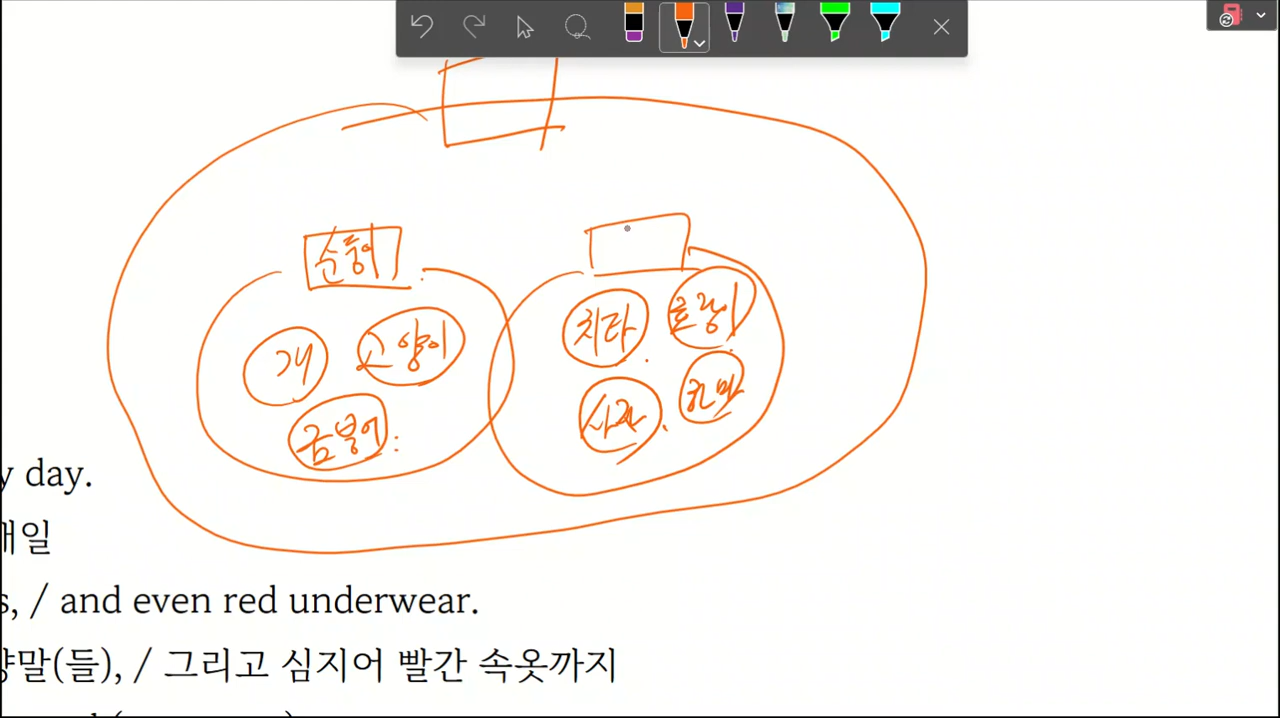 순둥이
개 고양이
금붕어
치타 호랑이
사자
y day.
매일
s, / and even red underwear.
양말(들), / 그리고 심지어 빨간 속옷까지